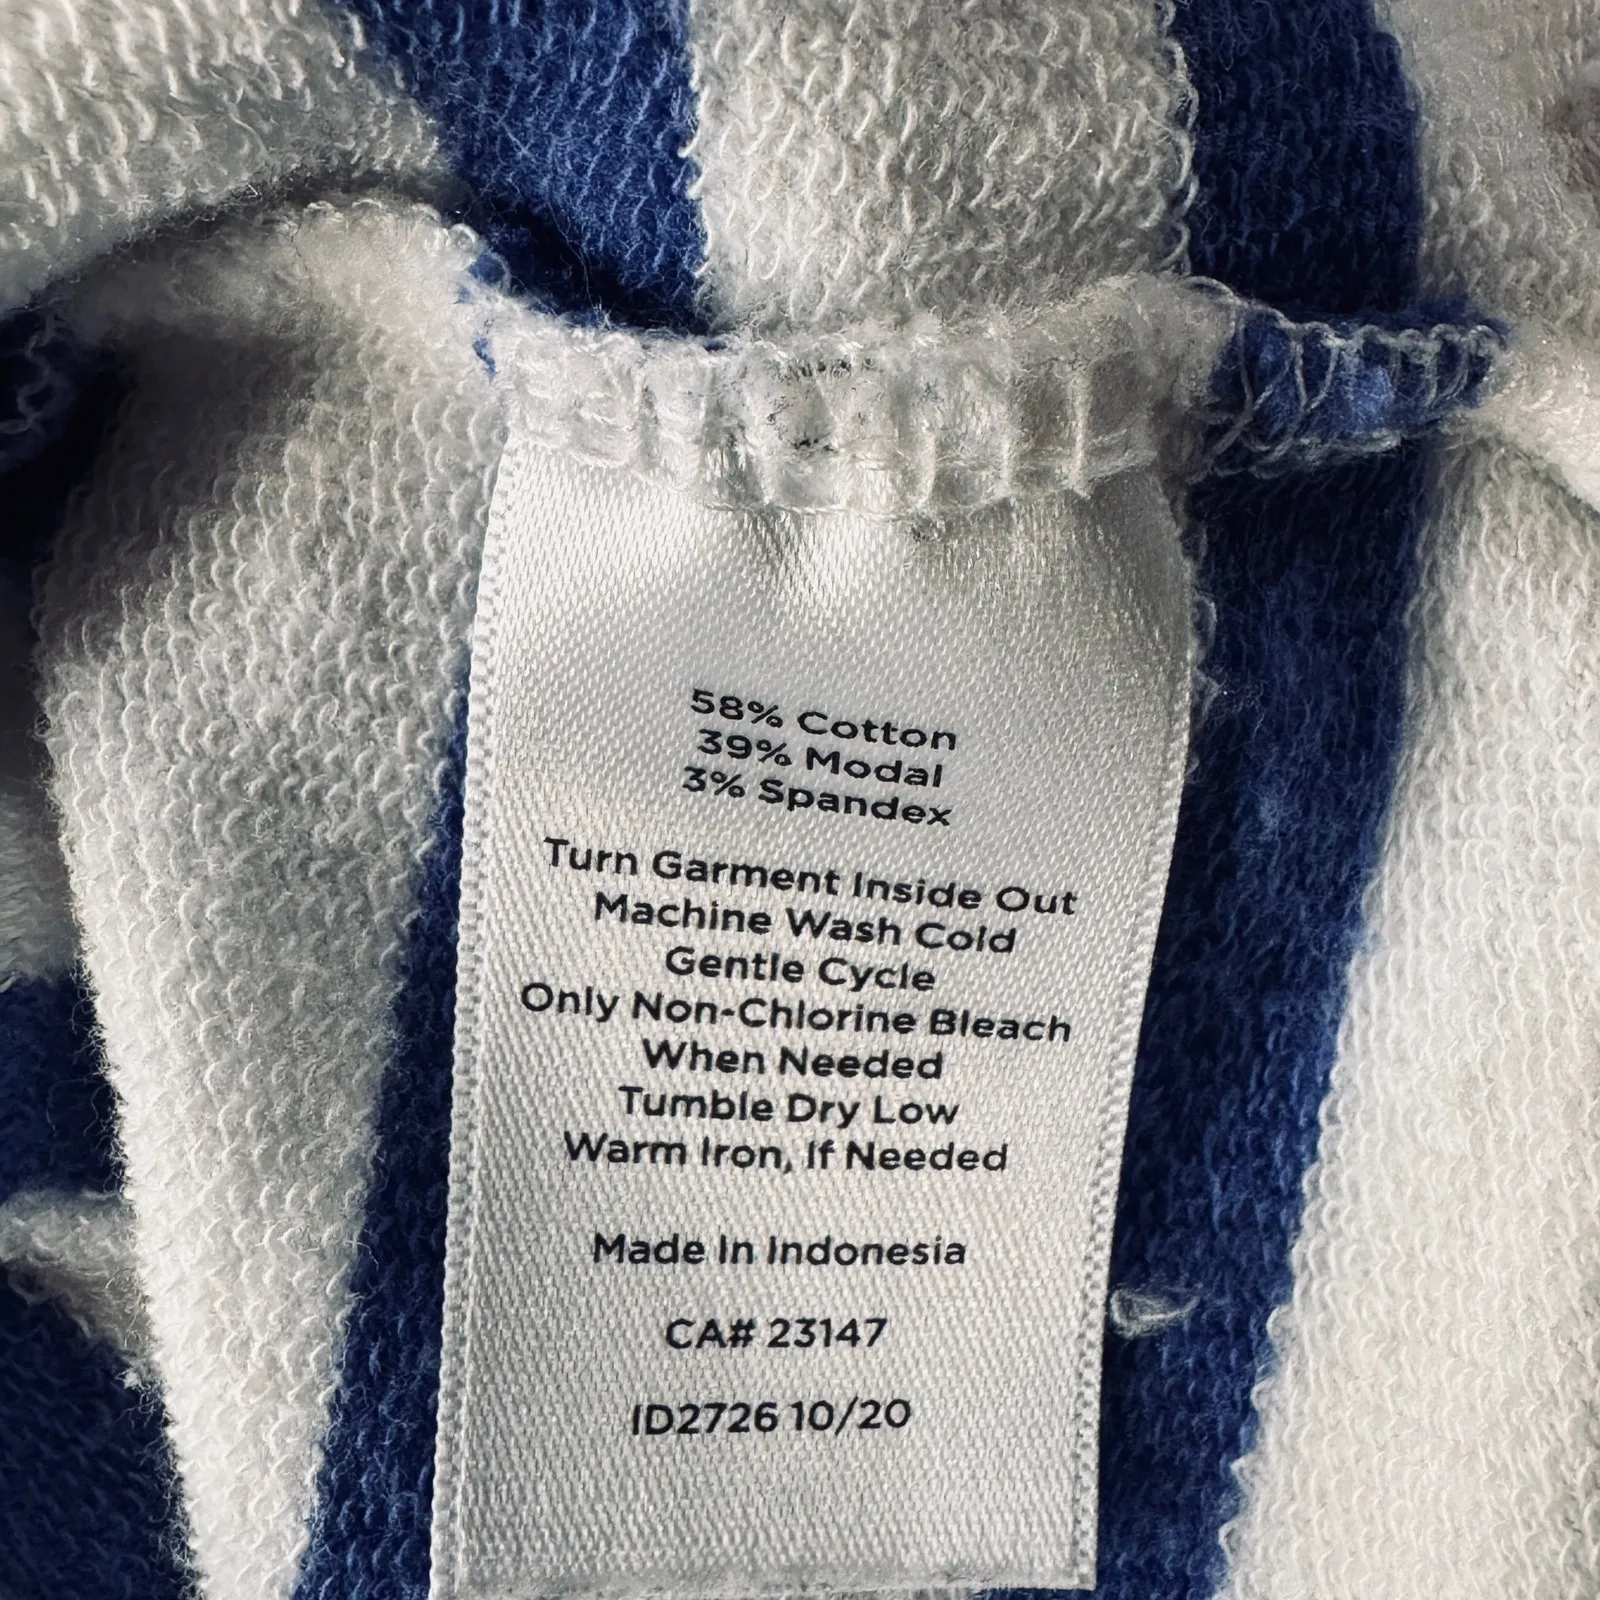 58% Cotton
39% Modal
3% Spandex
Turn Garment Inside Out
Machine Wash Cold
Gentle Cycle
Only Non-Chlorine Bleach
When Needed
Tumble Dry Low
Warm Iron, If Needed
Made In Indonesia
CA# 23147
ID2726 10/20